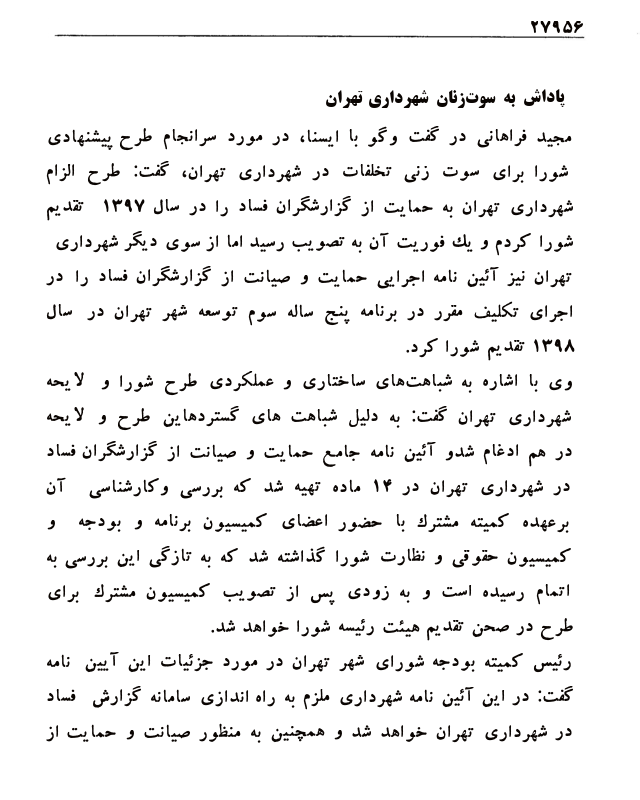 ۲۷۹۵۶
پاداش به سوت‌زنان شهرداری تهران
مجید فراهانی در گفت وگو با ایسنا، در مورد سرانجام طرح پیشنهادی
شورا برای سوت زنی تخلفات در شهرداری تهران، گفت: طرح الزام
شهرداری تهران به حمایت از گزارشگران فساد را در سال ۱۳۹۷ تقدیم
شورا کردم و یك فوریت آن به تصویب رسید اما از سوی دیگر شهرداری
تهران نیز آئین نامه اجرایی حمایت و صیانت از گزارشگران فساد را در
اجرای تکلیف مقرر در برنامه پنج ساله سوم توسعه شهر تهران در سال
۱۳۹۸ تقدیم شورا کرد.
وی با اشاره به شباهت‌های ساختاری و عملکردی طرح شورا و لایحه
شهرداری تهران گفت: به دلیل شباهت های گستردهاین طرح و لایحه
در هم ادغام شدو آئین نامه جامع حمایت و صیانت از گزارشگران فساد
در شهرداری تهران در ۱۴ ماده تهیه شد که بررسی وکارشناسی آن
برعهده کمیته مشترك با حضور اعضای کمیسیون برنامه و بودجه و
کمیسیون حقوقی و نظارت شورا گذاشته شد که به تازگی این بررسی به
اتمام رسیده است و به زودی پس از تصویب کمیسیون مشترك برای
طرح در صحن تقدیم هیئت رئیسه شورا خواهد شد.
رئیس کمیته بودجه شورای شهر تهران در مورد جزئیات این آیین نامه
گفت: در این آئین نامه شهرداری ملزم به راه اندازی سامانه گزارش فساد
در شهرداری تهران خواهد شد و همچنین به منظور صیانت و حمایت از